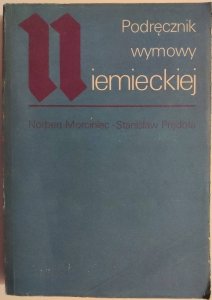 Podręcznik
wymowy
niemieckiej
Norbert Morciniec · Stanisław Prędota